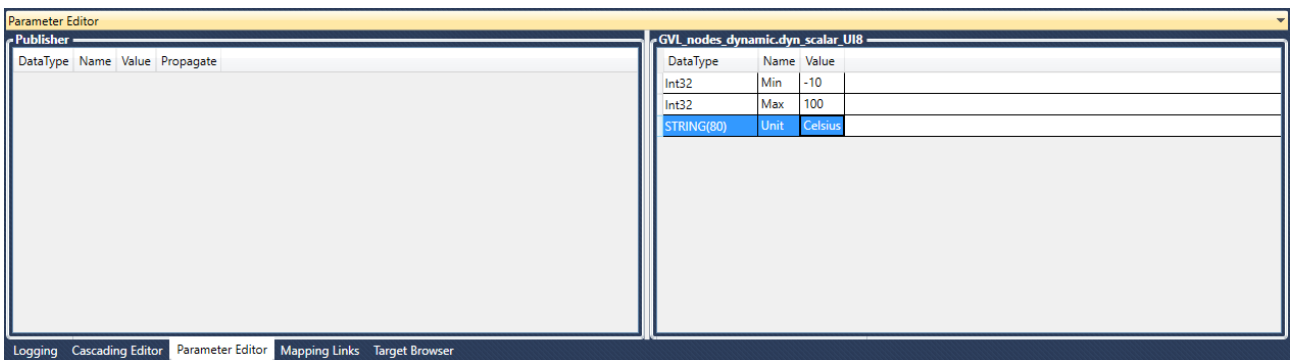 Parameter Editor
Publisher
DataType Name Value Propagate
GVL_nodes_dynamic.dyn_scalar_UI8
DataType Name Value
Int32 Min -10
Int32 Max 100
STRING(80) Unit Celsius
Logging Cascading Editor Parameter Editor Mapping Links Target Browser